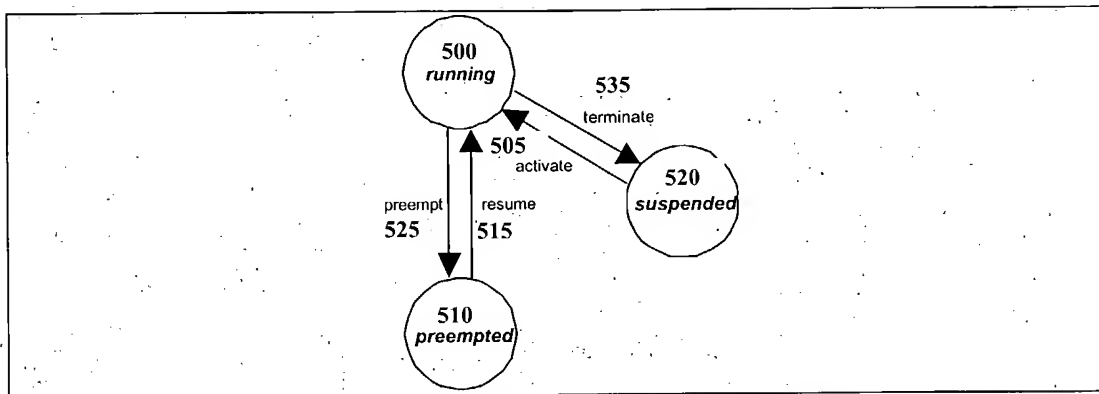 500
running
535
terminate
505
activate
520
suspended
preempt
525
resume
515
510
preempted